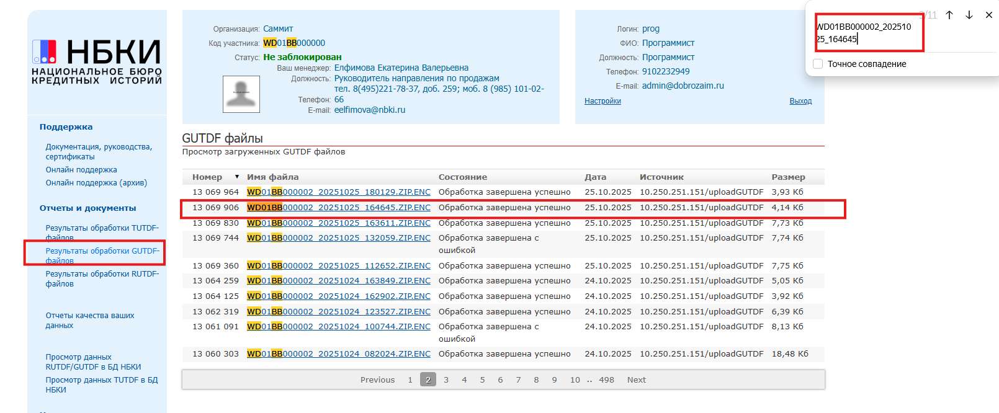 НБКИ
НАЦИОНАЛЬНОЕ БЮРО
КРЕДИТНЫХ ИСТОРИЙ
Поддержка
Документация, руководства,
сертификаты
Онлайн поддержка
Онлайн поддержка (архив)
Отчеты и документы
Результаты обработки TUTDF-
файлов
Результаты обработки GUTDF-
файлов
Результаты обработки RUTDF-
файлов
Отчеты качества ваших
данных
Просмотр данных
RUTDF/GUTDF в БД НБКИ
Просмотр данных TUTDF в БД
НБКИ
Организация: Саммит
Код участника: WD01BB000000
Статус: Не заблокирован
Ваш менеджер: Елфимова Екатерина Валерьевна
Должность: Руководитель направления по продажам
тел. 8(495)221-78-37, доб. 259; моб. 8 (985) 101-02-
Телефон: 66
E-mail: eelfimova@nbki.ru
Логин: prog
ФИО: Программист
Должность: Программист
Телефон: 9102232949
E-mail: admin@dobrozaim.ru
Настройки Выход
/11
WD01BB000002_202510
25_164645
Точное совпадение
GUTDF файлы
Просмотр загруженных GUTDF файлов
Номер ▼ Имя файла Состояние Дата Источник Размер
13 069 964 WD01BB000002_20251025_180129.ZIP.ENC Обработка завершена успешно 25.10.2025 10.250.251.151/uploadGUTDF 3,93 Кб
13 069 906 WD01BB000002_20251025_164645.ZIP.ENC Обработка завершена успешно 25.10.2025 10.250.251.151/uploadGUTDF 4,14 Кб
13 069 830 WD01BB000002_20251025_163611.ZIP.ENC Обработка завершена успешно 25.10.2025 10.250.251.151/uploadGUTDF 7,73 Кб
13 069 744 WD01BB000002_20251025_132059.ZIP.ENC Обработка завершена с 25.10.2025 10.250.251.151/uploadGUTDF 7,74 Кб
ошибкой
13 069 360 WD01BB000002_20251025_112652.ZIP.ENC Обработка завершена успешно 25.10.2025 10.250.251.151/uploadGUTDF 7,75 Кб
13 064 259 WD01BB000002_20251024_163849.ZIP.ENC Обработка завершена успешно 24.10.2025 10.250.251.151/uploadGUTDF 5,05 Кб
13 064 125 WD01BB000002_20251024_162902.ZIP.ENC Обработка завершена успешно 24.10.2025 10.250.251.151/uploadGUTDF 3,92 Кб
13 062 319 WD01BB000002_20251024_123527.ZIP.ENC Обработка завершена успешно 24.10.2025 10.250.251.151/uploadGUTDF 6,39 Кб
13 061 091 WD01BB000002_20251024_100744.ZIP.ENC Обработка завершена с 24.10.2025 10.250.251.151/uploadGUTDF 8,13 Кб
ошибкой
13 060 303 WD01BB000002_20251024_082024.ZIP.ENC Обработка завершена успешно 24.10.2025 10.250.251.151/uploadGUTDF 18,48 Кб
Previous 1 2 3 4 5 6 7 8 9 10 .. 498 Next